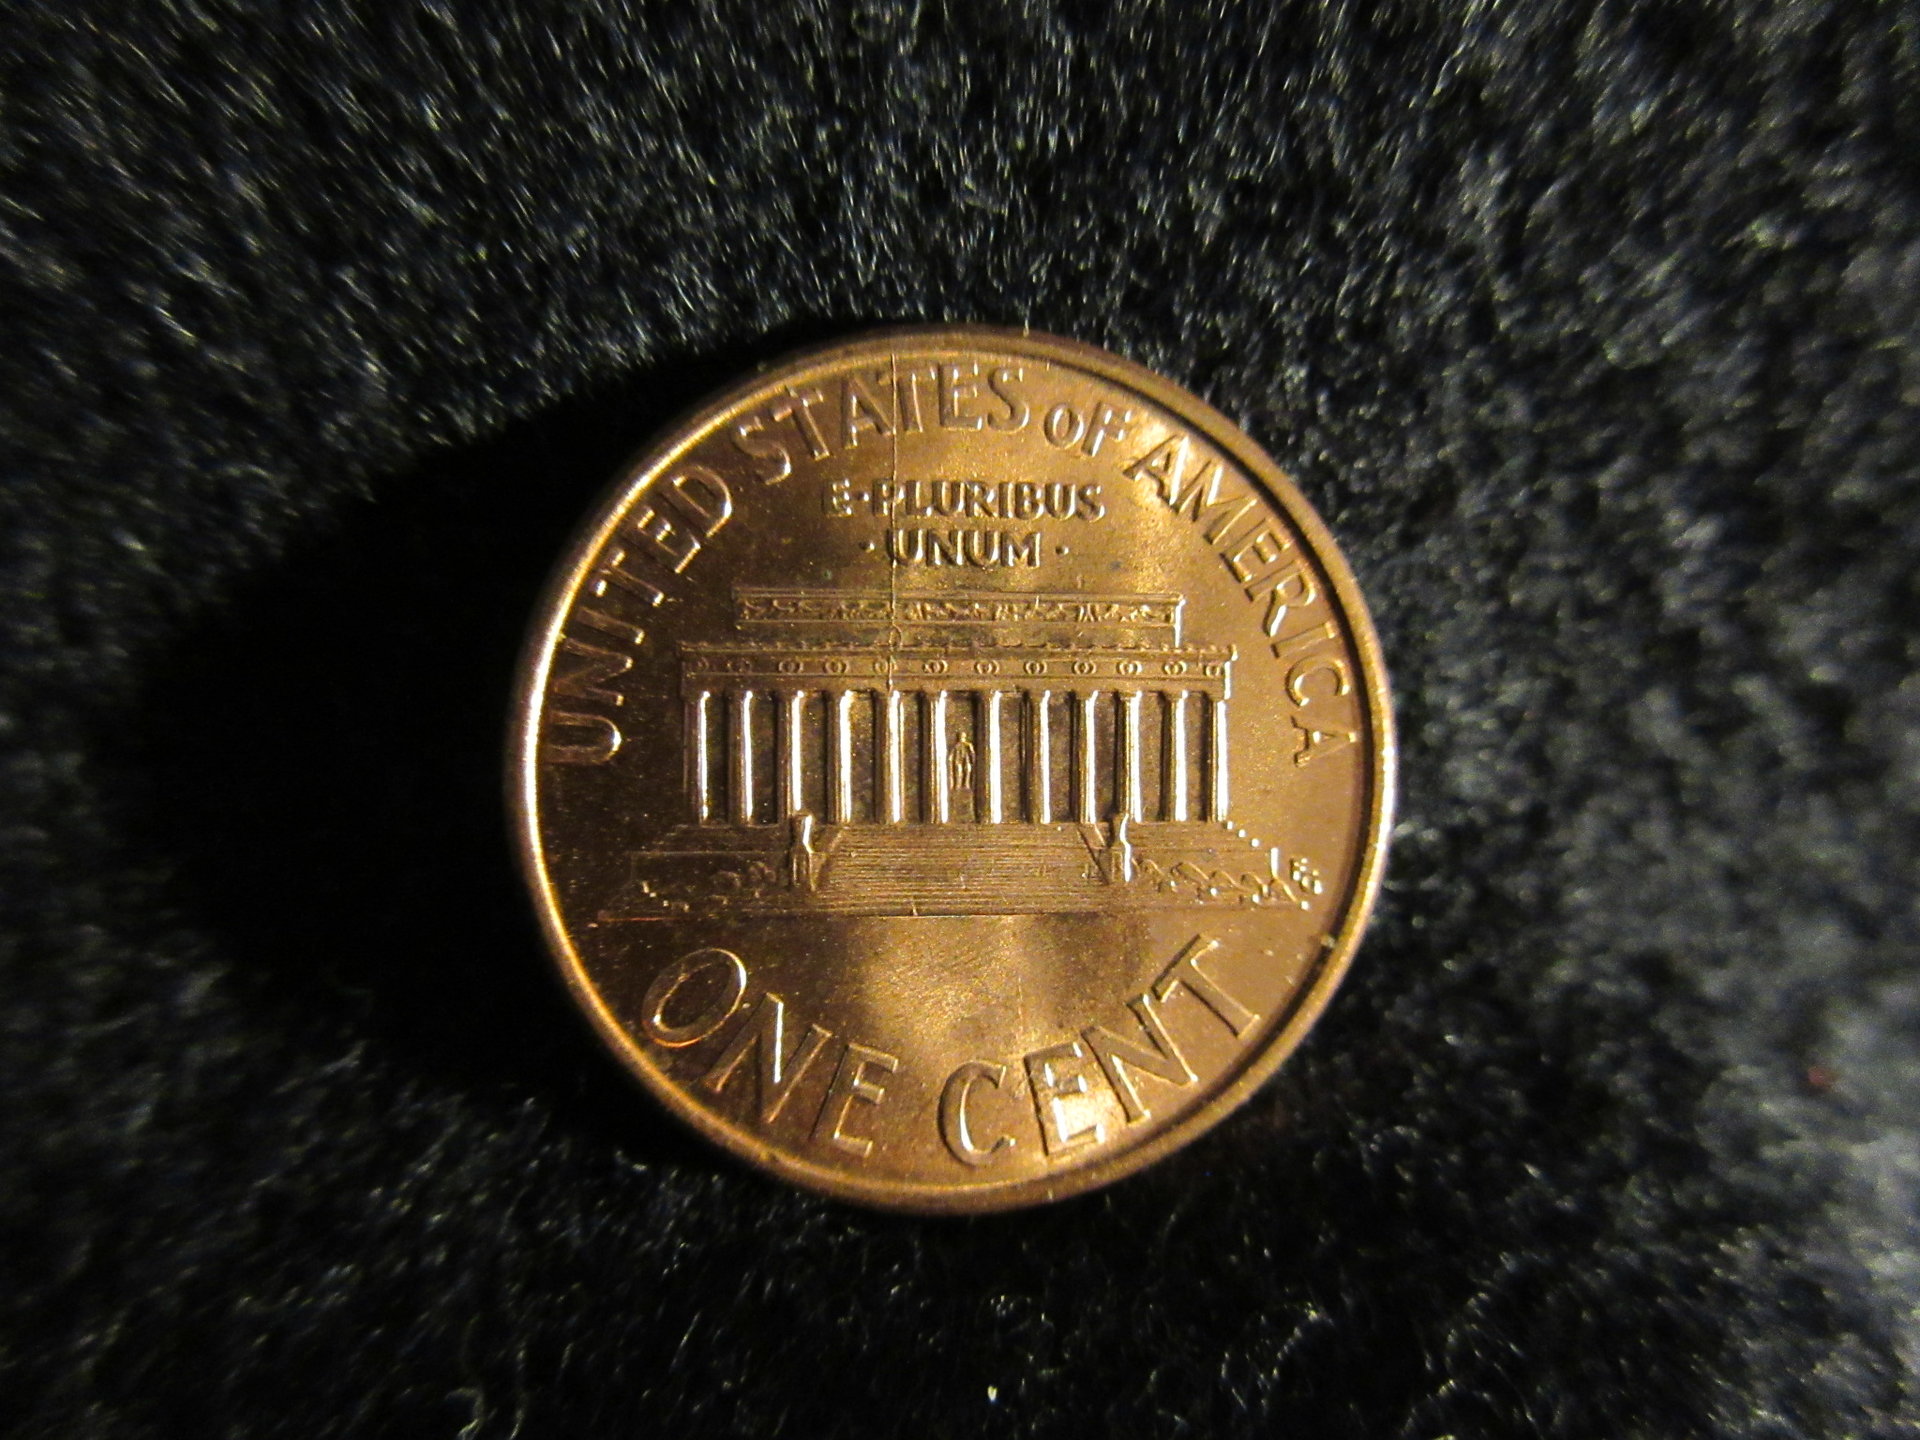 UNITED STATES OF AMERICA
E·PLURIBUS
·UNUM·
ONE CENT